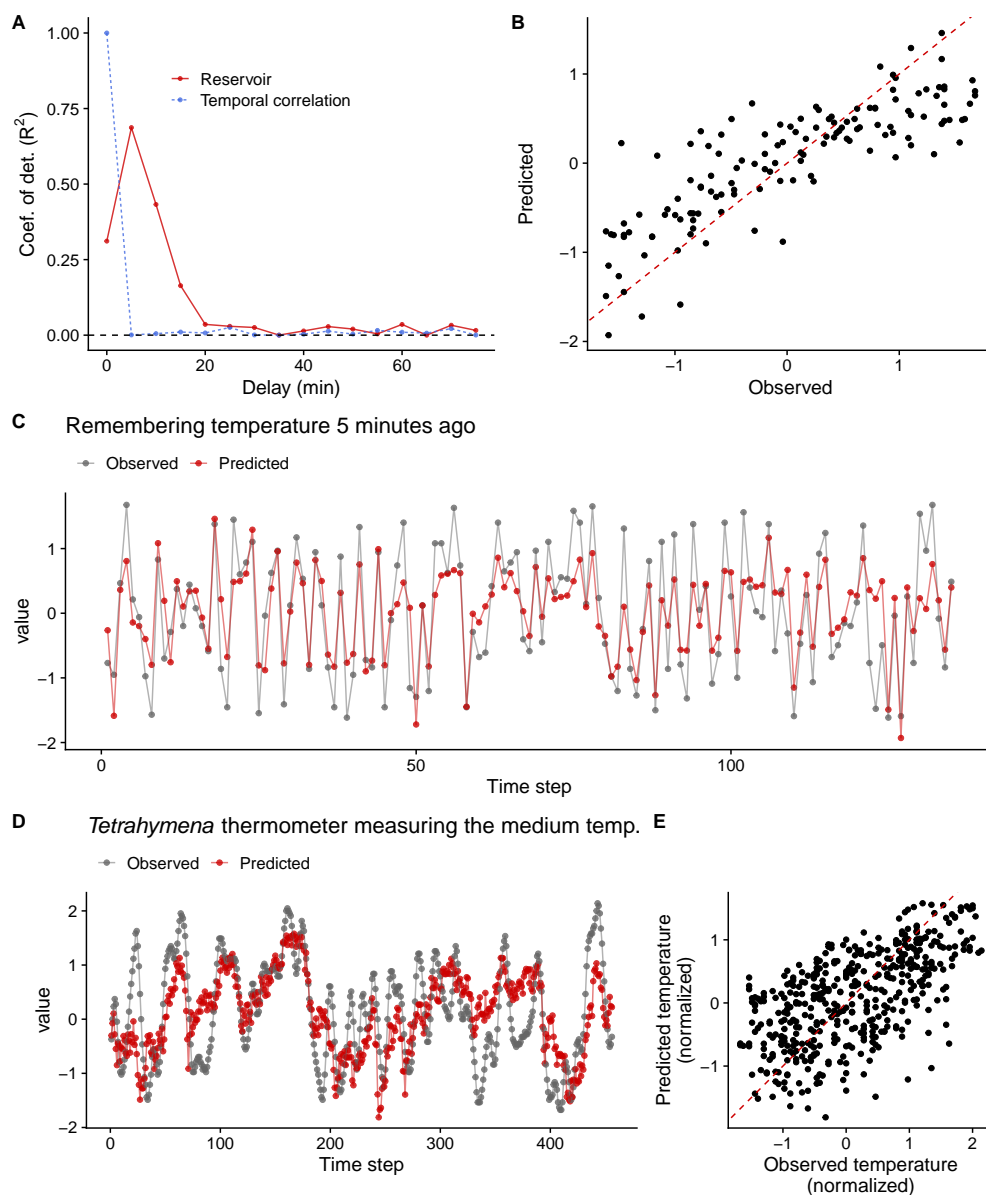 A
1.00
0.75
0.50
0.25
0.00
Coef. of det. (R²)
Reservoir
Temporal correlation
0
20
40
60
Delay (min)
B
1
0
−1
−2
Predicted
−1
0
1
Observed
C
Remembering temperature 5 minutes ago
Observed
Predicted
1
0
−1
−2
value
0
50
100
Time step
D
Tetrahymena thermometer measuring the medium temp.
Observed
Predicted
2
1
0
−1
−2
value
0
100
200
300
400
Time step
E
1
0
−1
Predicted temperature
(normalized)
−1
0
1
2
Observed temperature
(normalized)